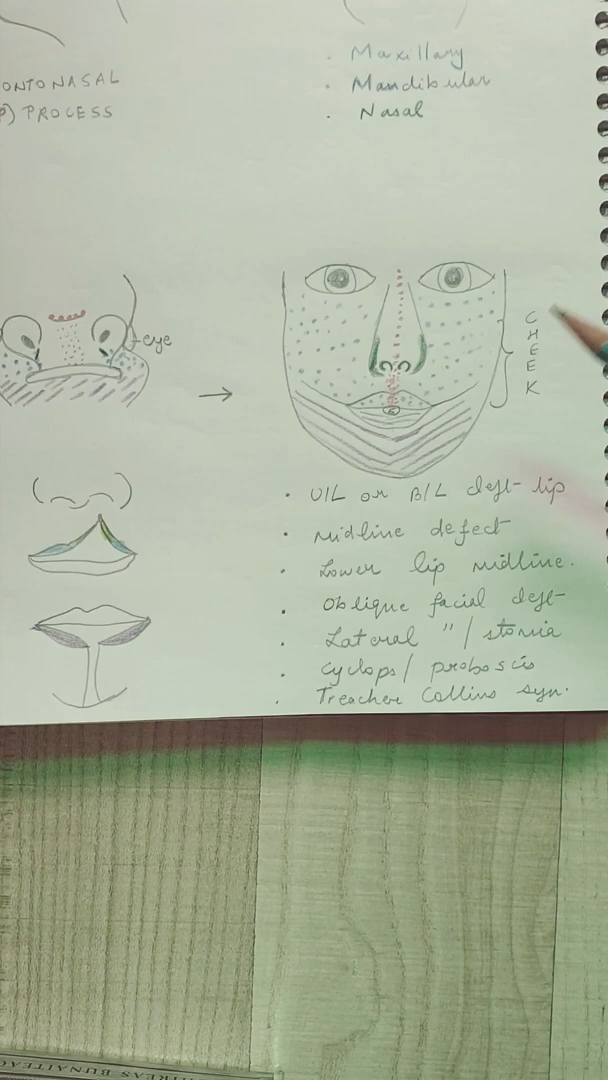 ONTONASAL
) PROCESS
. Maxillary
. Mandibular
. Nasal
eye
CHEEK
. U/L or B/L cleft lip
. midline defect
. Lower lip midline.
. Oblique facial cleft
. Lateral " / stomia
. cyclops / proboscis
. Treacher Collins syn.